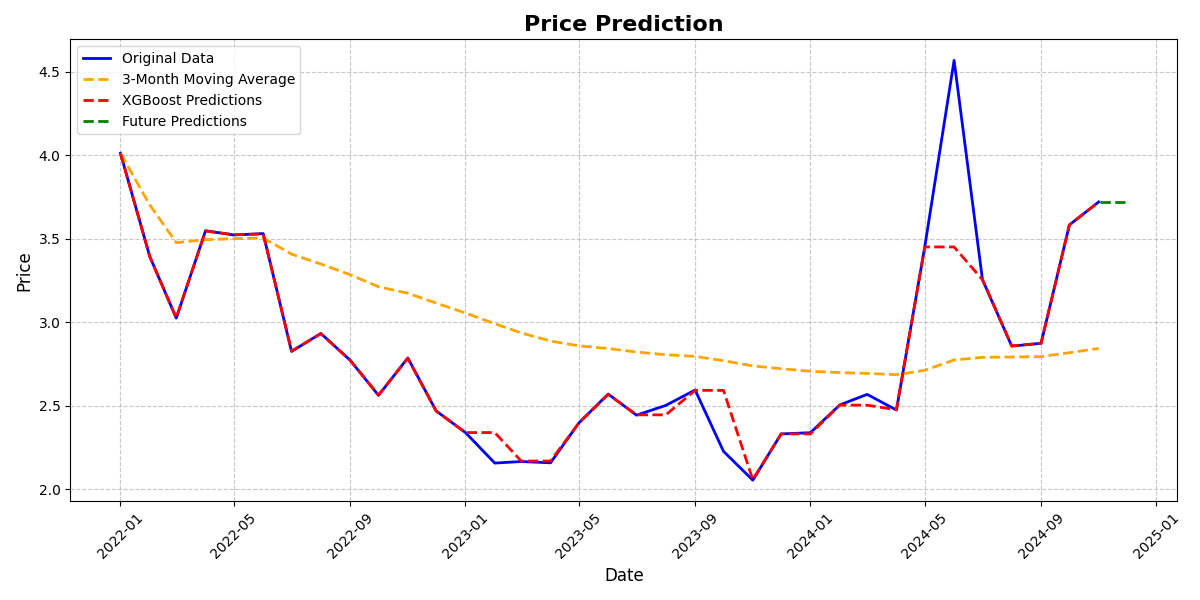 Price Prediction
Original Data
3-Month Moving Average
XGBoost Predictions
Future Predictions
Price
4.5
4.0
3.5
3.0
2.5
2.0
2022-01
2022-05
2022-09
2023-01
2023-05
2023-09
2024-01
2024-05
2024-09
2025-01
Date